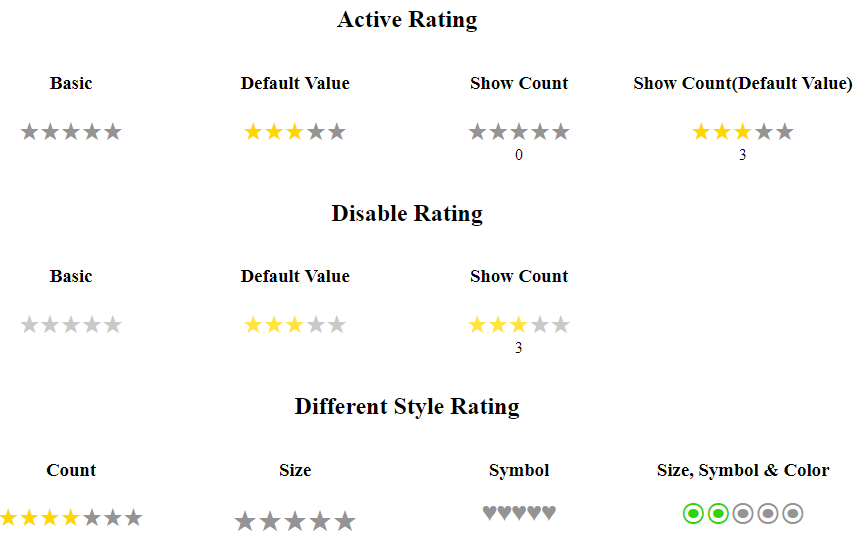 Active Rating
Basic Default Value Show Count Show Count(Default Value)
★★★★★ ★★★★★ ★★★★★ ★★★★★
0 3
Disable Rating
Basic Default Value Show Count
★★★★★ ★★★★★ ★★★★★
3
Different Style Rating
Count Size Symbol Size, Symbol & Color
★★★★★★★ ★★★★★ ♥♥♥♥♥ ⦿⦿⦿⦿⦿